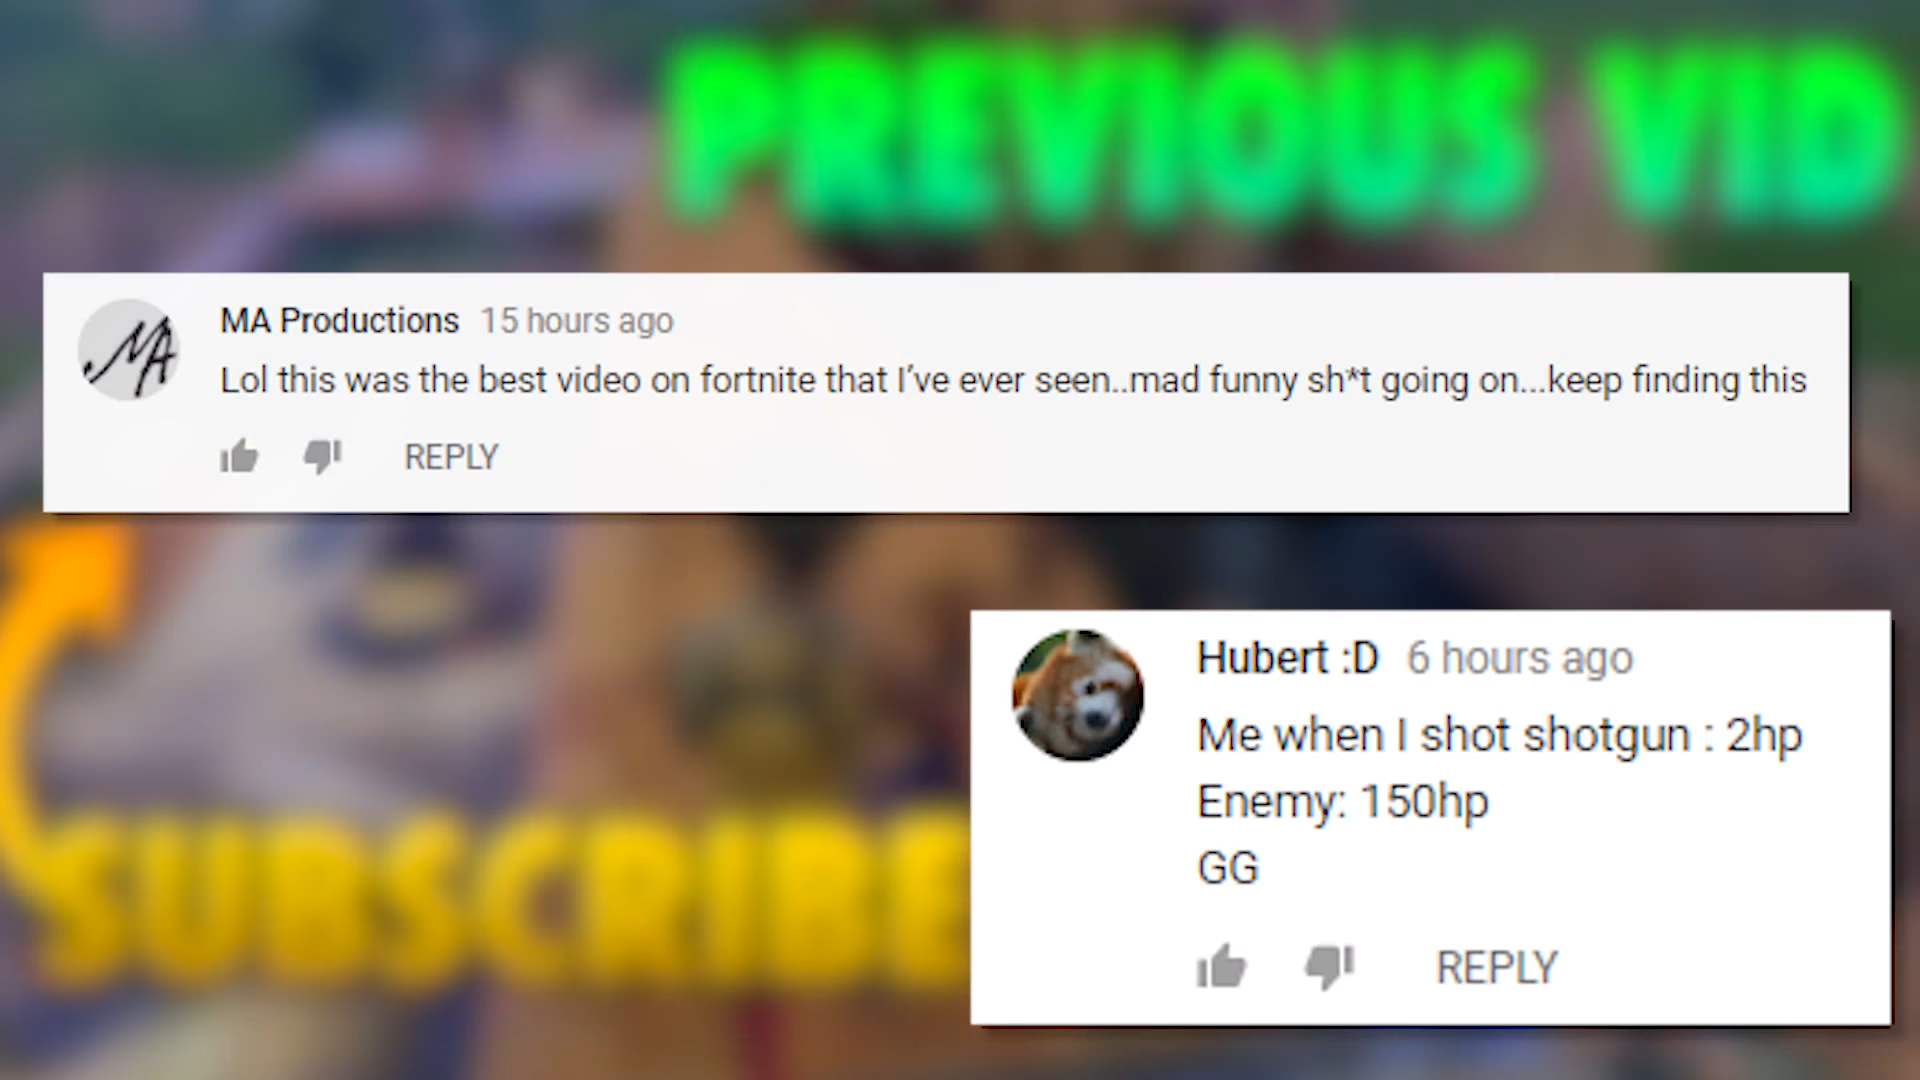 PREVIOUS VID
MA Productions 15 hours ago
Lol this was the best video on fortnite that I've ever seen..mad funny sh*t going on...keep finding this
REPLY
SUBSCRIBE
Hubert :D 6 hours ago
Me when I shot shotgun : 2hp
Enemy: 150hp
GG
REPLY